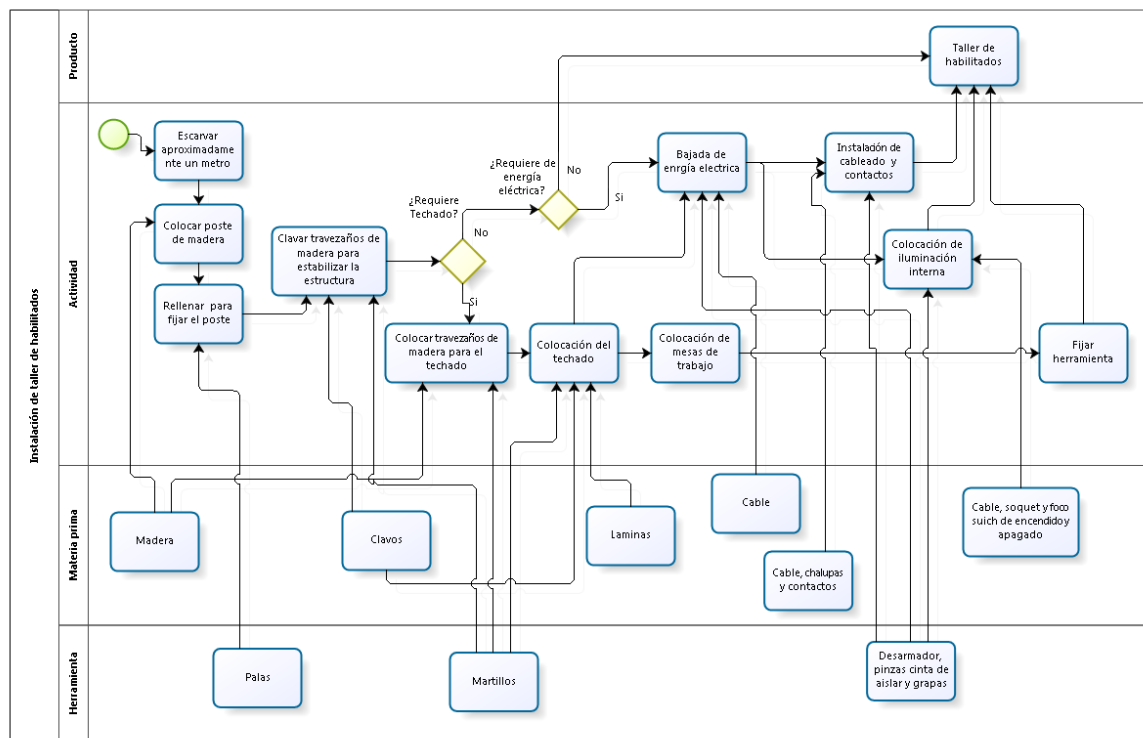 Instalación de taller de habilitados
Producto
Taller de
habilitados
Actividad
Escarvar
aproximadame
nte un metro
Colocar poste
de madera
Rellenar para
fijar el poste
Clavar travezaños de
madera para
estabilizar la
estructura
¿Requiere
Techado?
No
Si
¿Requiere de
energía
eléctrica?
No
Si
Colocar travezaños de
madera para el
techado
Colocación del
techado
Colocación de
mesas de
trabajo
Bajada de
enrgía electrica
Instalación de
cableado y
contactos
Colocación de
iluminación
interna
Fijar
herramienta
Materia prima
Madera
Clavos
Laminas
Cable
Cable, chalupas
y contactos
Cable, soquet y foco
suich de encendido y
apagado
Herramienta
Palas
Martillos
Desarmador,
pinzas cinta de
aislar y grapas